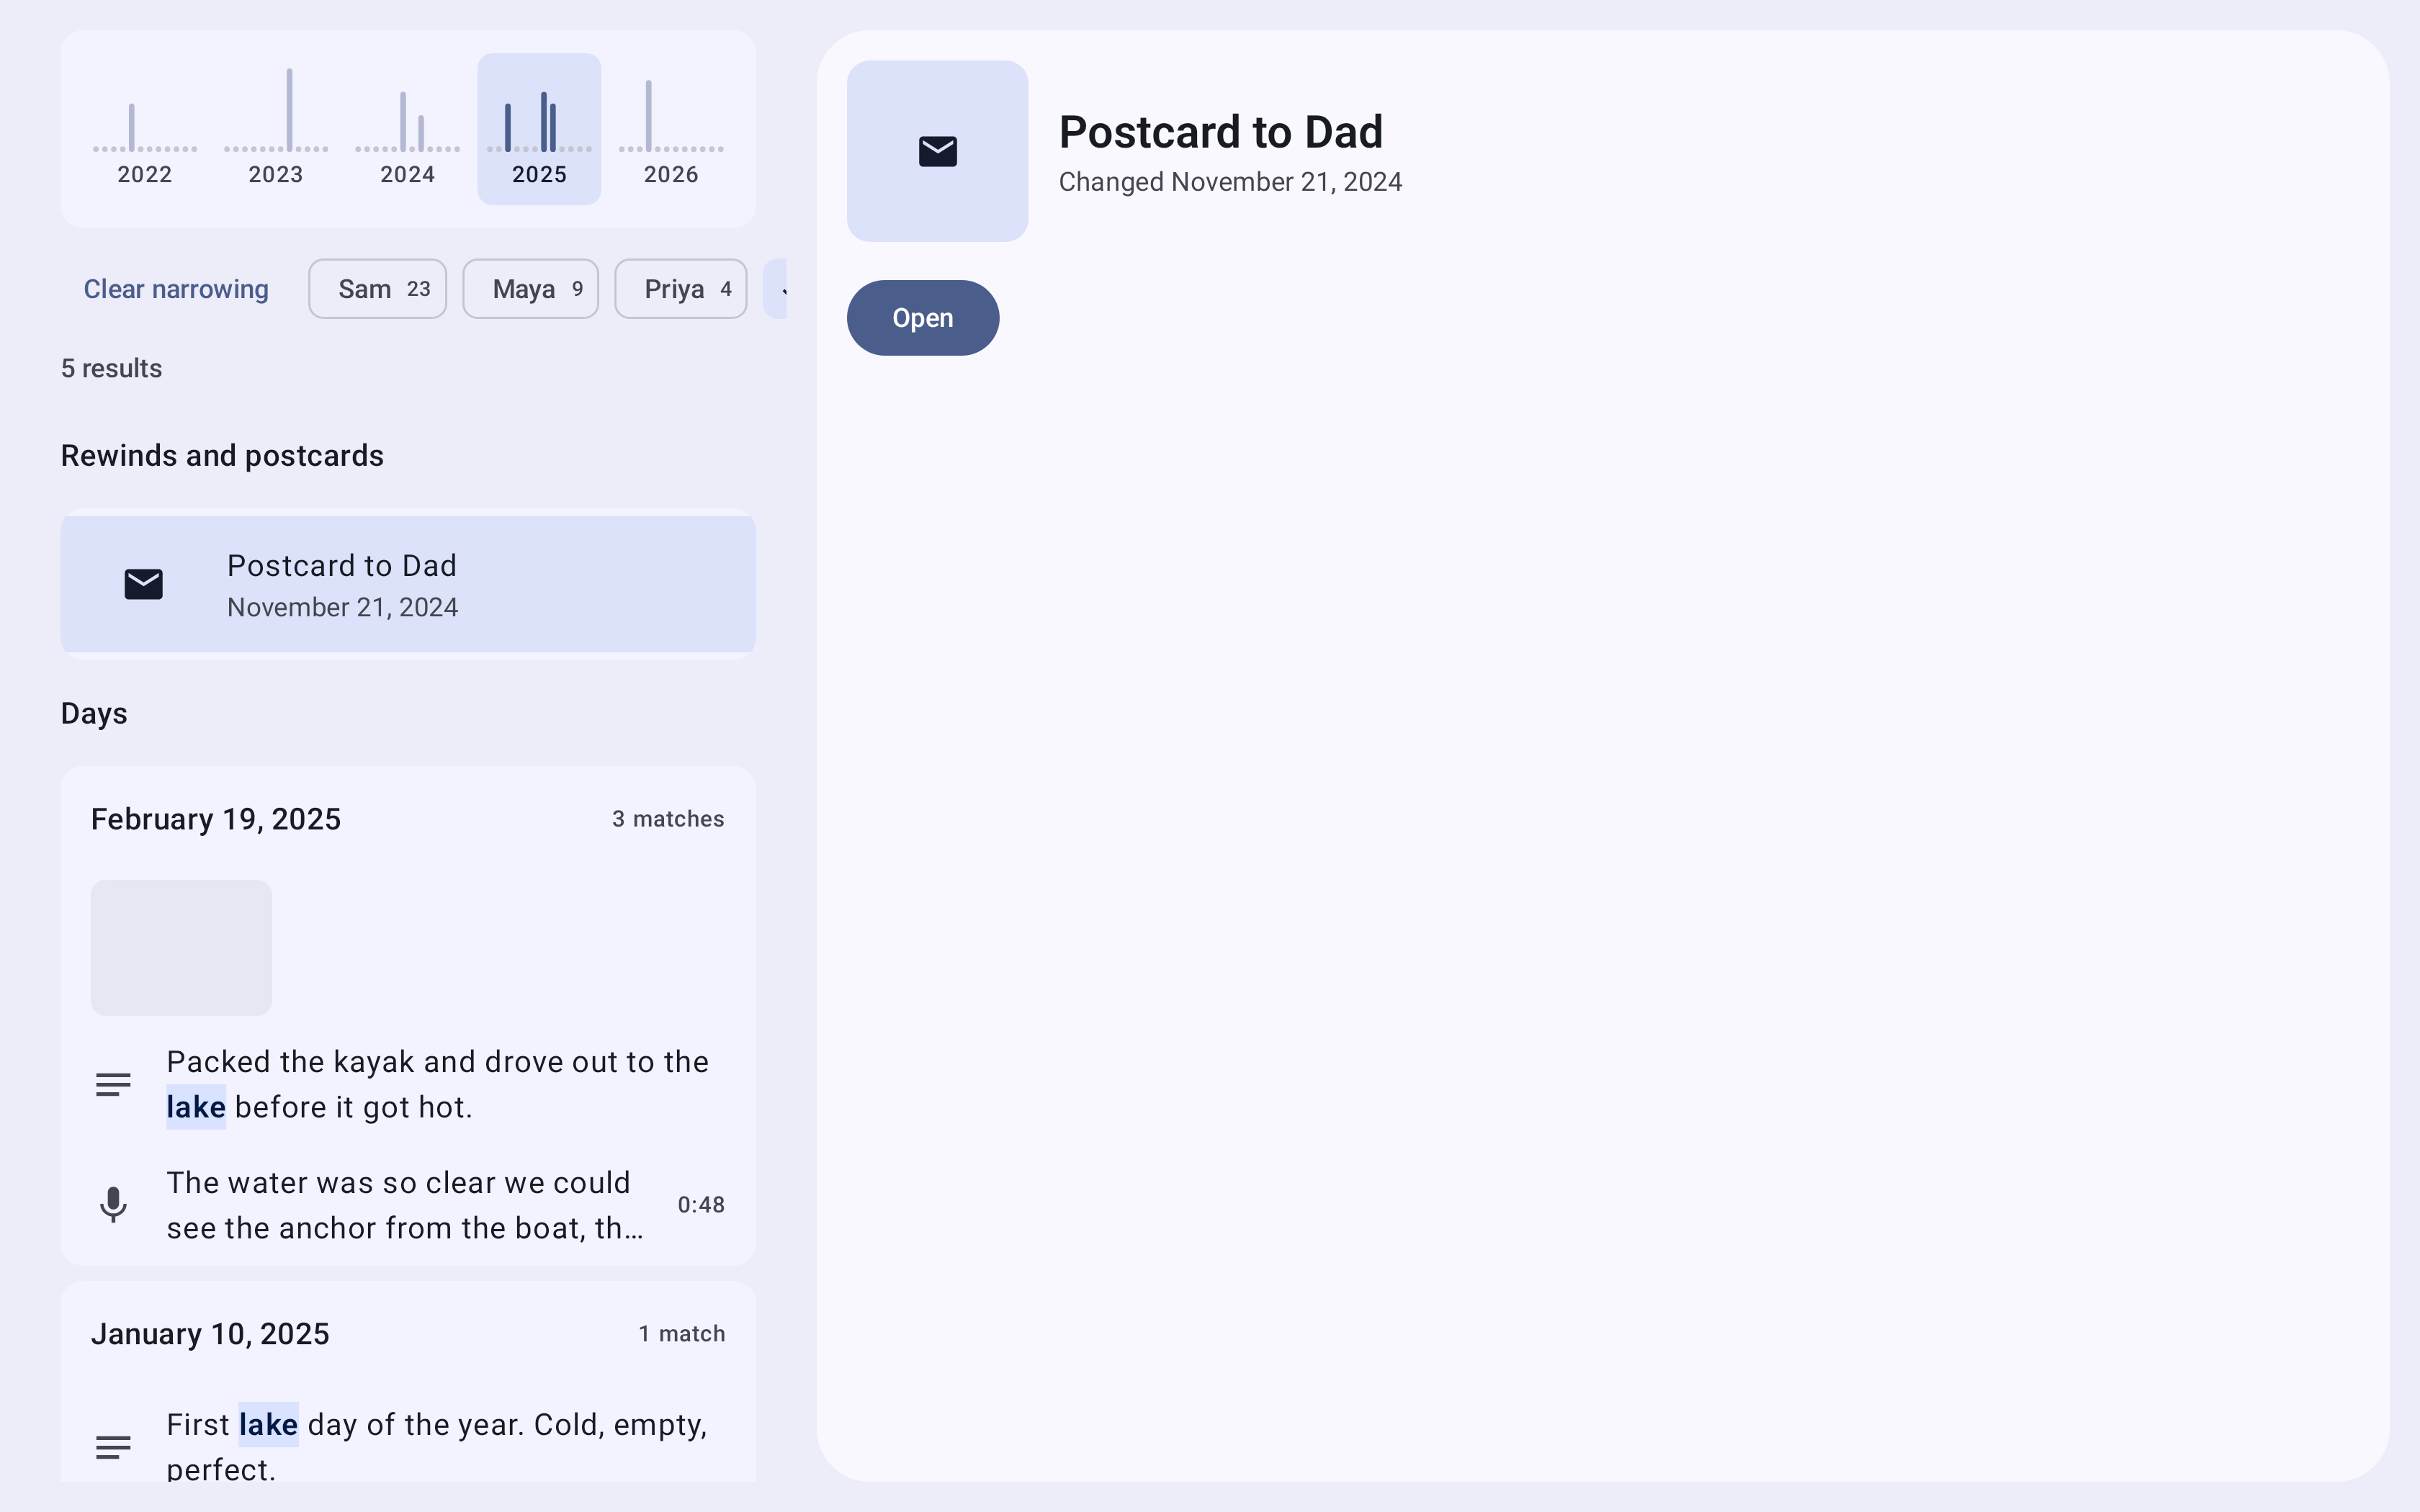 2022
2023
2024
2025
2026
Clear narrowing
Sam 23
Maya 9
Priya 4
5 results
Rewinds and postcards
Postcard to Dad
November 21, 2024
Days
February 19, 2025
3 matches
Packed the kayak and drove out to the
lake before it got hot.
The water was so clear we could
see the anchor from the boat, th…
0:48
January 10, 2025
1 match
First lake day of the year. Cold, empty,
perfect.
Postcard to Dad
Changed November 21, 2024
Open